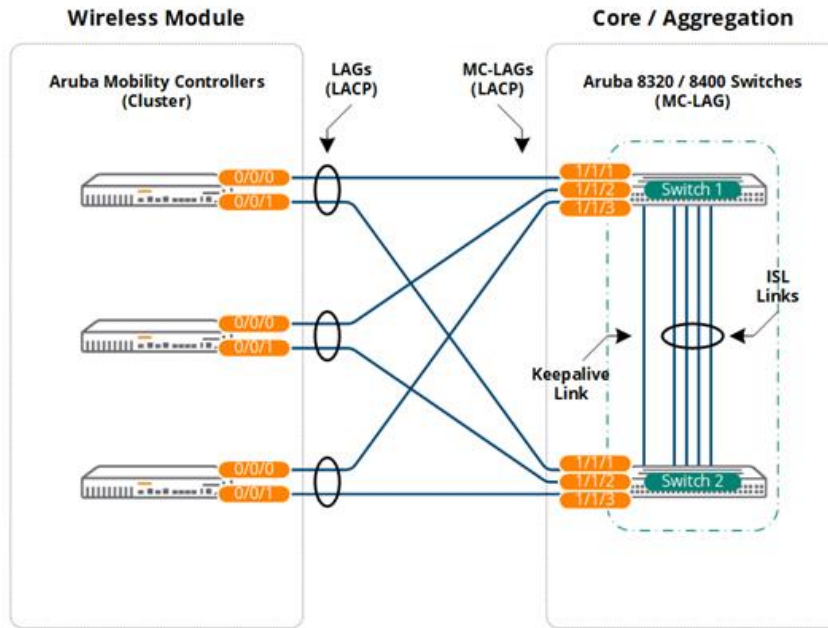 Wireless Module
Core / Aggregation
Aruba Mobility Controllers
(Cluster)
LAGs
(LACP)
MC-LAGs
(LACP)
Aruba 8320 / 8400 Switches
(MC-LAG)
0/0/0
0/0/1
1/1/1
1/1/2
1/1/3
Switch 1
0/0/0
0/0/1
Keepalive
Link
ISL
Links
0/0/0
0/0/1
1/1/1
1/1/2
1/1/3
Switch 2